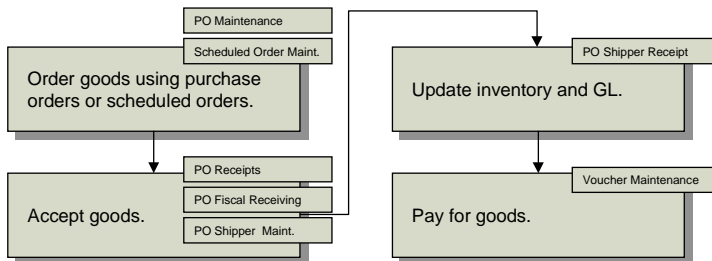 PO Maintenance
Scheduled Order Maint.
Order goods using purchase
orders or scheduled orders.
PO Receipts
PO Fiscal Receiving
PO Shipper Maint.
Accept goods.
PO Shipper Receipt
Update inventory and GL.
Voucher Maintenance
Pay for goods.